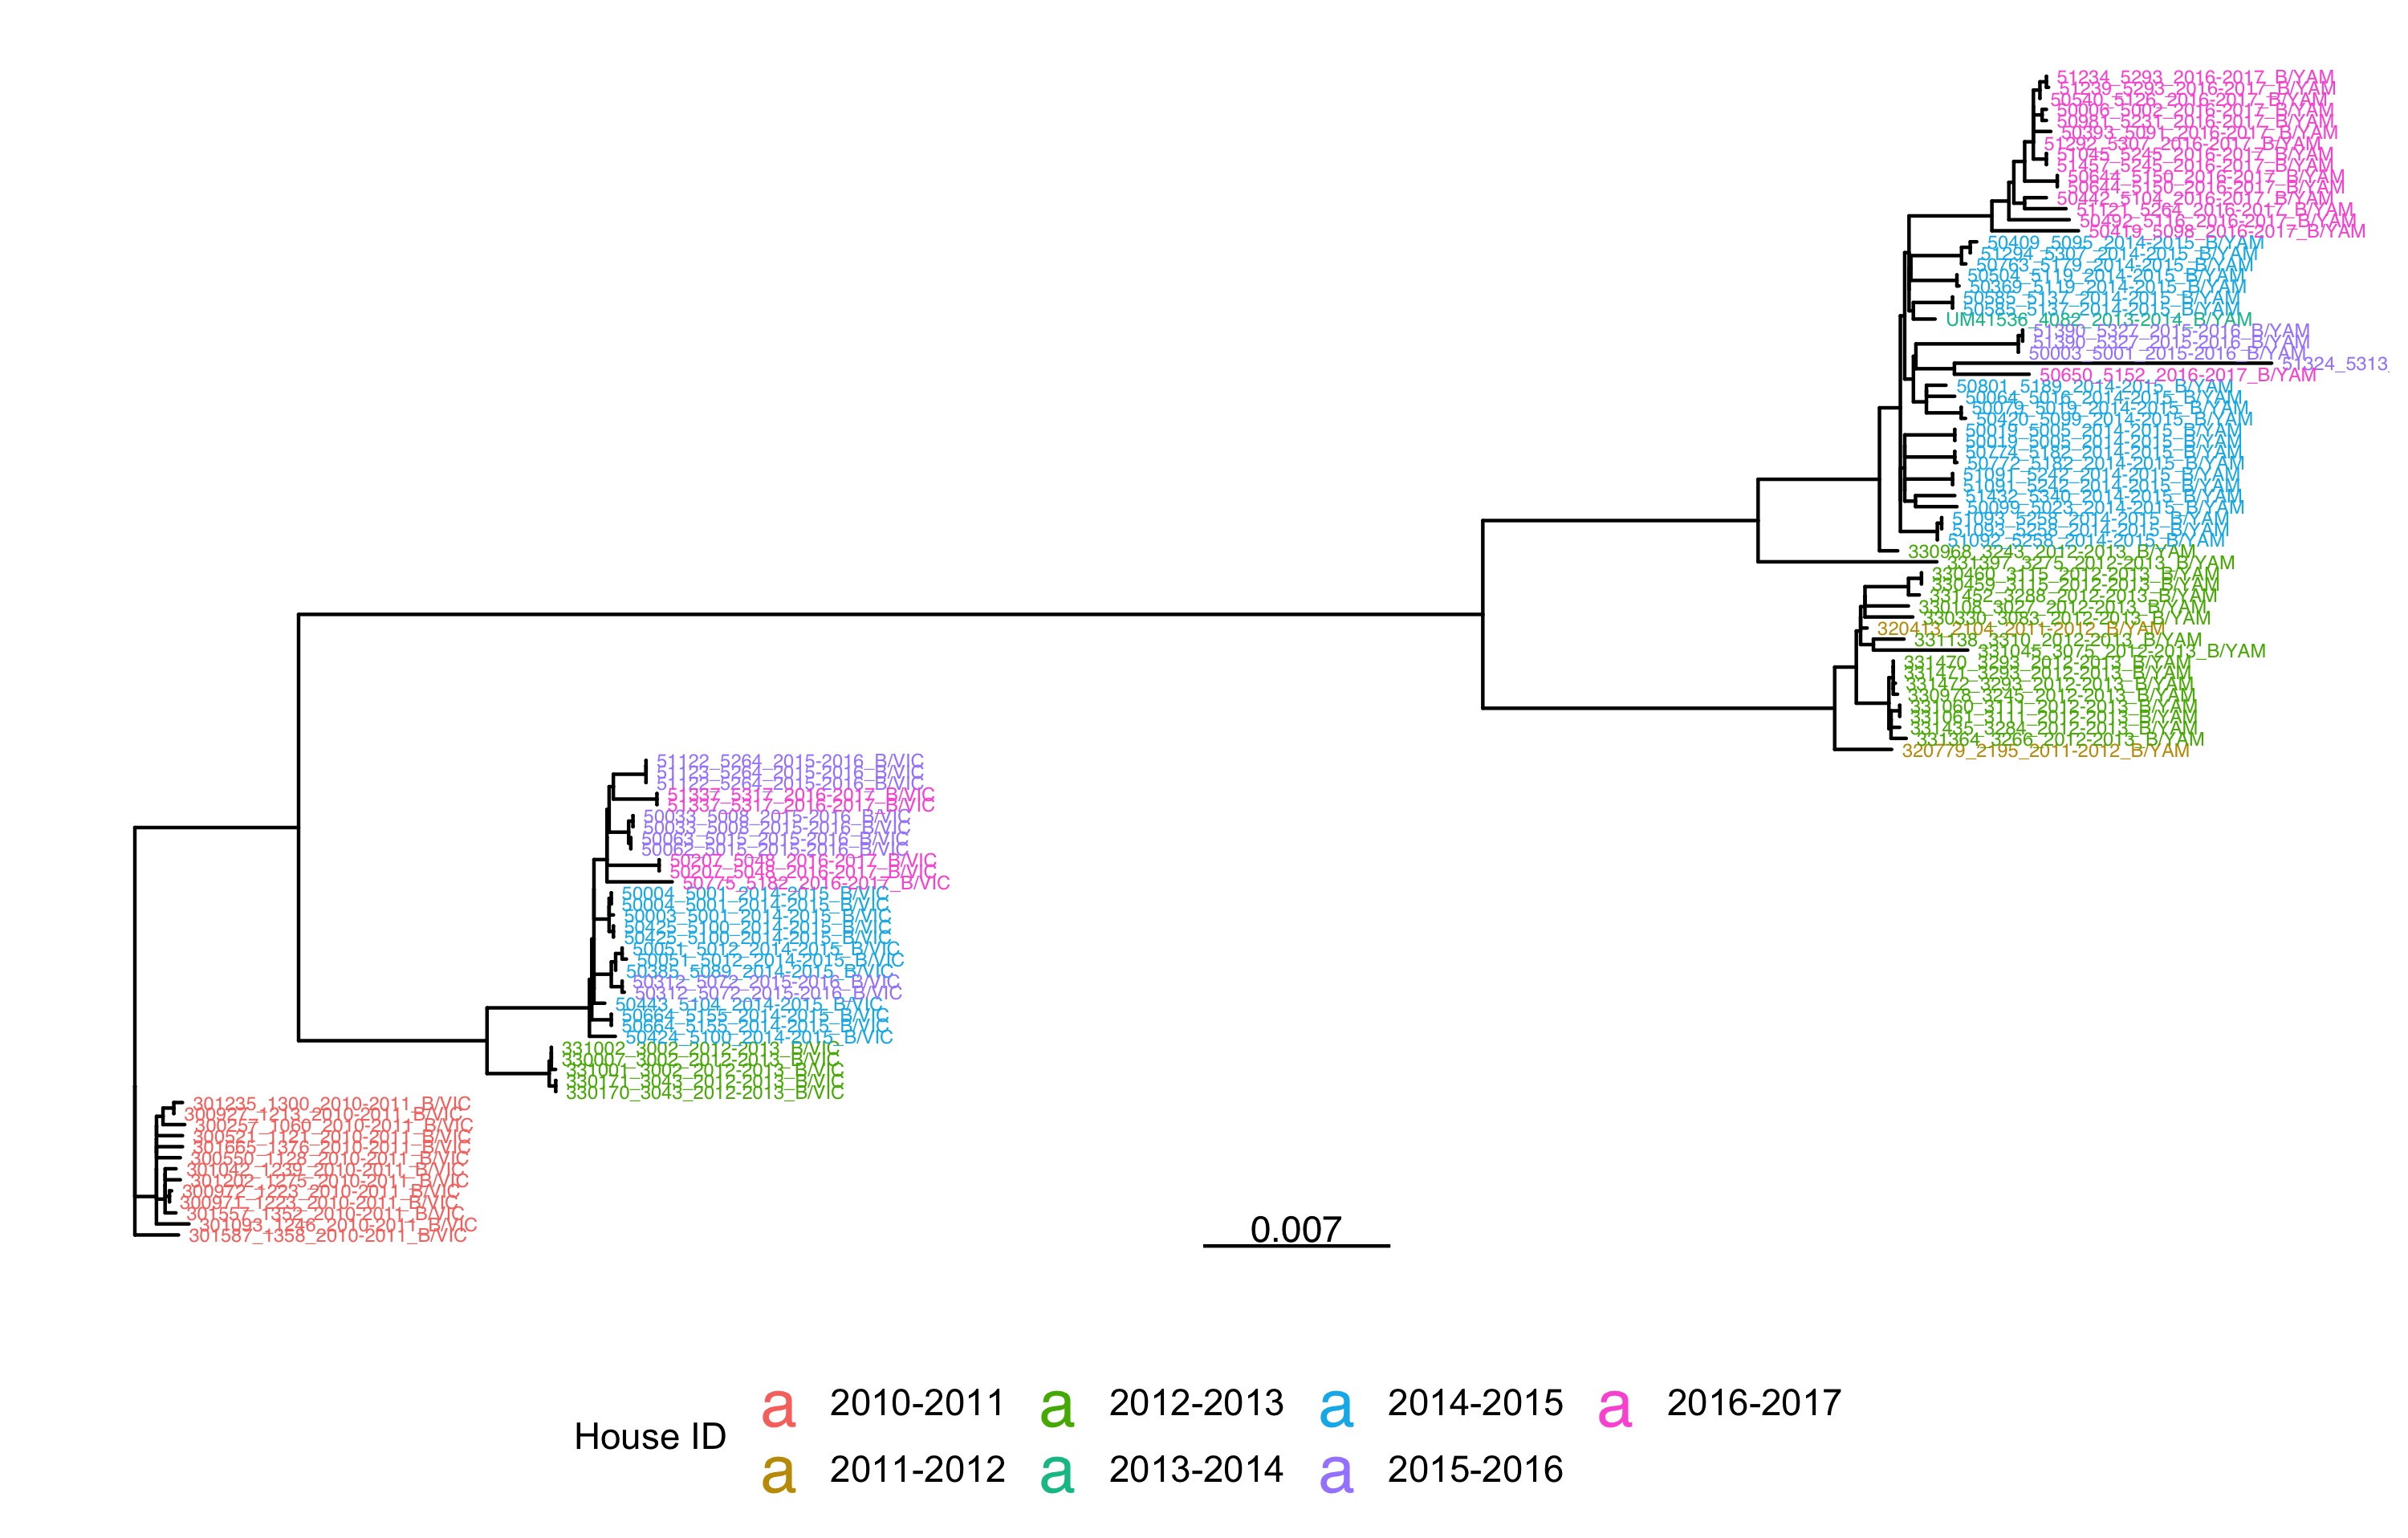 51234_5293_2016-2017_B/YAM
51239_5293_2016-2017_B/YAM
50540_5126_2016-2017_B/YAM
50006_5002_2016-2017_B/YAM
50981_5231_2016-2017_B/YAM
50393_5091_2016-2017_B/YAM
51292_5307_2016-2017_B/YAM
51045_5245_2016-2017_B/YAM
51457_5245_2016-2017_B/YAM
50644_5150_2016-2017_B/YAM
50644_5150_2016-2017_B/YAM
50442_5104_2016-2017_B/YAM
51121_5264_2016-2017_B/YAM
50492_5116_2016-2017_B/YAM
50419_5098_2016-2017_B/YAM
50409_5095_2014-2015_B/YAM
51294_5307_2014-2015_B/YAM
50763_5179_2014-2015_B/YAM
50504_5119_2014-2015_B/YAM
50369_5119_2014-2015_B/YAM
50585_5137_2014-2015_B/YAM
50585_5137_2014-2015_B/YAM
UM41536_4082_2013-2014_B/YAM
51390_5327_2015-2016_B/YAM
51390_5327_2015-2016_B/YAM
50003_5001_2015-2016_B/YAM
51324_5313_
50650_5152_2016-2017_B/YAM
50801_5189_2014-2015_B/YAM
50064_5016_2014-2015_B/YAM
50079_5019_2014-2015_B/YAM
50420_5099_2014-2015_B/YAM
50019_5005_2014-2015_B/YAM
50019_5005_2014-2015_B/YAM
50774_5182_2014-2015_B/YAM
50772_5182_2014-2015_B/YAM
51091_5242_2014-2015_B/YAM
51091_5242_2014-2015_B/YAM
51432_5340_2014-2015_B/YAM
50099_5023_2014-2015_B/YAM
51093_5258_2014-2015_B/YAM
51093_5258_2014-2015_B/YAM
51092_5258_2014-2015_B/YAM
330968_3243_2012-2013_B/YAM
331397_3275_2012-2013_B/YAM
330460_3115_2012-2013_B/YAM
330459_3115_2012-2013_B/YAM
331452_3288_2012-2013_B/YAM
330108_3027_2012-2013_B/YAM
330330_3083_2012-2013_B/YAM
320413_2104_2011-2012_B/YAM
331138_3310_2012-2013_B/YAM
331045_3075_2012-2013_B/YAM
331470_3293_2012-2013_B/YAM
331471_3293_2012-2013_B/YAM
331472_3293_2012-2013_B/YAM
330978_3245_2012-2013_B/YAM
331060_3111_2012-2013_B/YAM
331061_3111_2012-2013_B/YAM
331435_3284_2012-2013_B/YAM
331364_3266_2012-2013_B/YAM
320779_2195_2011-2012_B/YAM
51122_5264_2015-2016_B/VIC
51123_5264_2015-2016_B/VIC
51122_5264_2015-2016_B/VIC
51337_5317_2016-2017_B/VIC
51337_5317_2016-2017_B/VIC
50033_5008_2015-2016_B/VIC
50033_5008_2015-2016_B/VIC
50063_5015_2015-2016_B/VIC
50062_5015_2015-2016_B/VIC
50207_5048_2016-2017_B/VIC
50207_5048_2016-2017_B/VIC
50775_5182_2016-2017_B/VIC
50004_5001_2014-2015_B/VIC
50004_5001_2014-2015_B/VIC
50003_5001_2014-2015_B/VIC
50425_5100_2014-2015_B/VIC
50425_5100_2014-2015_B/VIC
50051_5012_2014-2015_B/VIC
50051_5012_2014-2015_B/VIC
50385_5089_2014-2015_B/VIC
50312_5072_2015-2016_B/VIC
50312_5072_2015-2016_B/VIC
50443_5104_2014-2015_B/VIC
50664_5155_2014-2015_B/VIC
50664_5155_2014-2015_B/VIC
50424_5100_2014-2015_B/VIC
331002_3002_2012-2013_B/VIC
330007_3002_2012-2013_B/VIC
331001_3002_2012-2013_B/VIC
330171_3043_2012-2013_B/VIC
330170_3043_2012-2013_B/VIC
301235_1300_2010-2011_B/VIC
300927_1213_2010-2011_B/VIC
300257_1060_2010-2011_B/VIC
300521_1121_2010-2011_B/VIC
301665_1376_2010-2011_B/VIC
300550_1128_2010-2011_B/VIC
301042_1239_2010-2011_B/VIC
301202_1275_2010-2011_B/VIC
300972_1223_2010-2011_B/VIC
300971_1223_2010-2011_B/VIC
301557_1352_2010-2011_B/VIC
301093_1246_2010-2011_B/VIC
301587_1358_2010-2011_B/VIC
0.007
House ID
a 2010-2011 a 2012-2013 a 2014-2015 a 2016-2017
a 2011-2012 a 2013-2014 a 2015-2016